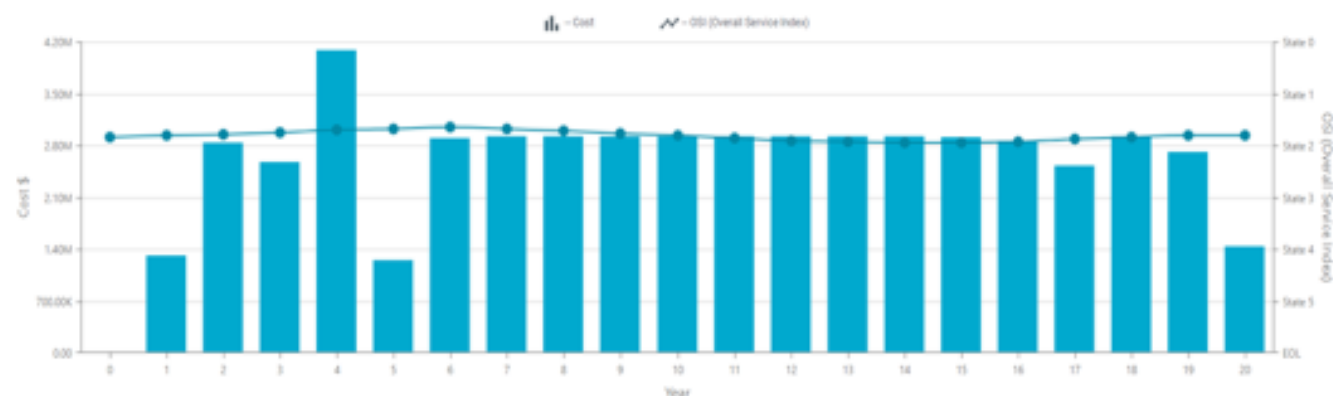 – Cost – OSI (Overall Service Index)
4.20M State 0
3.50M State 1
2.80M State 2
2.10M State 3
1.40M State 4
700.00K State 5
0.00 EOL
Cost $
OSI (Overall Service Index)
0 1 2 3 4 5 6 7 8 9 10 11 12 13 14 15 16 17 18 19 20
Year